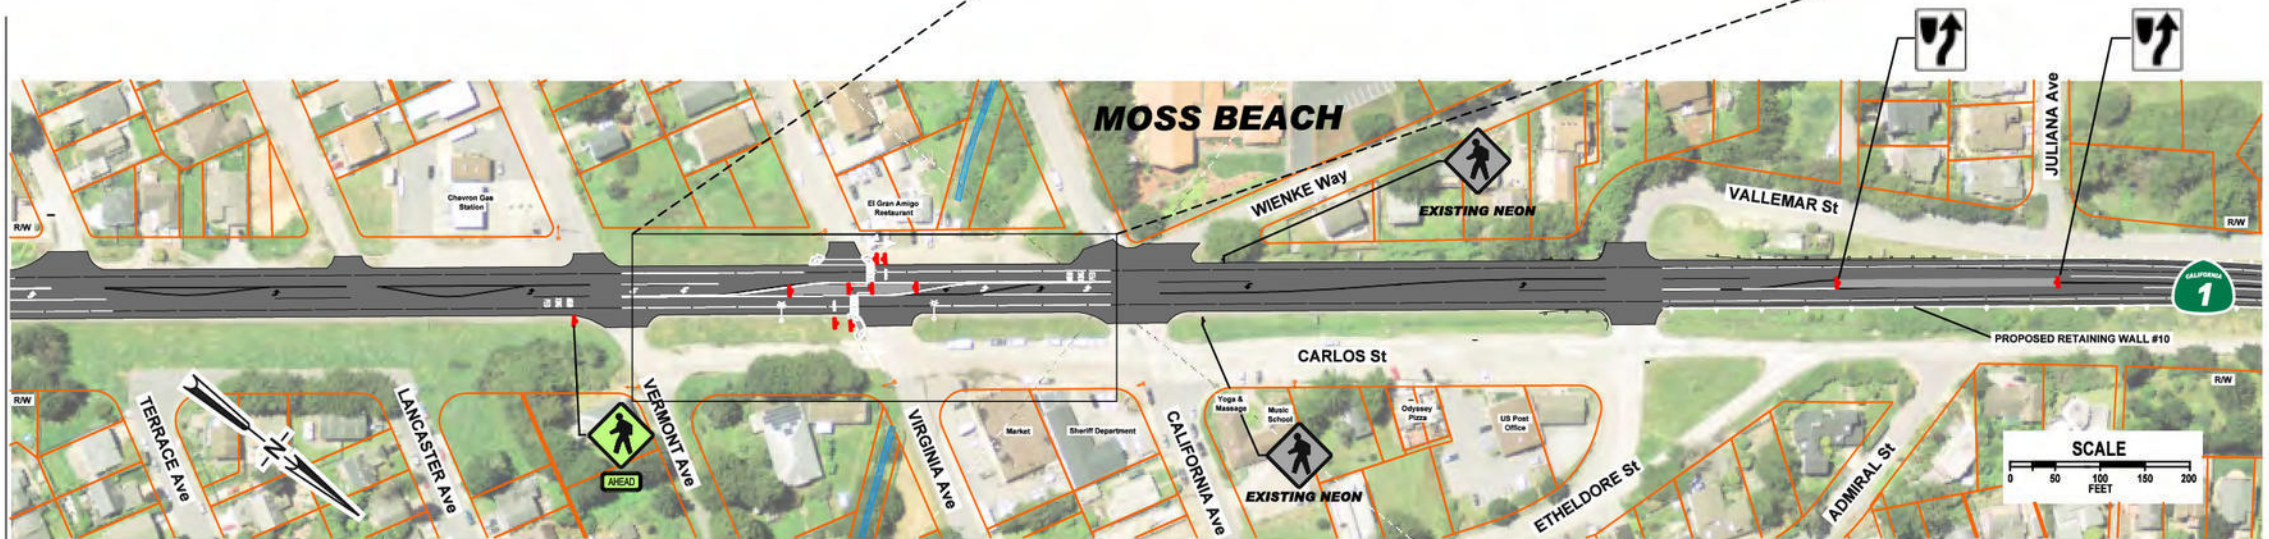 MOSS BEACH
JULIANA Ave
WIENKE Way
VALLEMAR St
EXISTING NEON
Chevron Gas
Station
El Gran Amigo
Restaurant
R/W
R/W
CALIFORNIA
1
PROPOSED RETAINING WALL #10
CARLOS St
R/W
R/W
TERRACE Ave
N
LANCASTER Ave
VERMONT Ave
AHEAD
VIRGINIA Ave
Market
Sheriff Department
CALIFORNIA Ave
Yoga &
Massage
Music
School
Odyssey
Pizza
US Post
Office
EXISTING NEON
ETHELDORE St
ADMIRAL St
SCALE
0 50 100 150 200
FEET